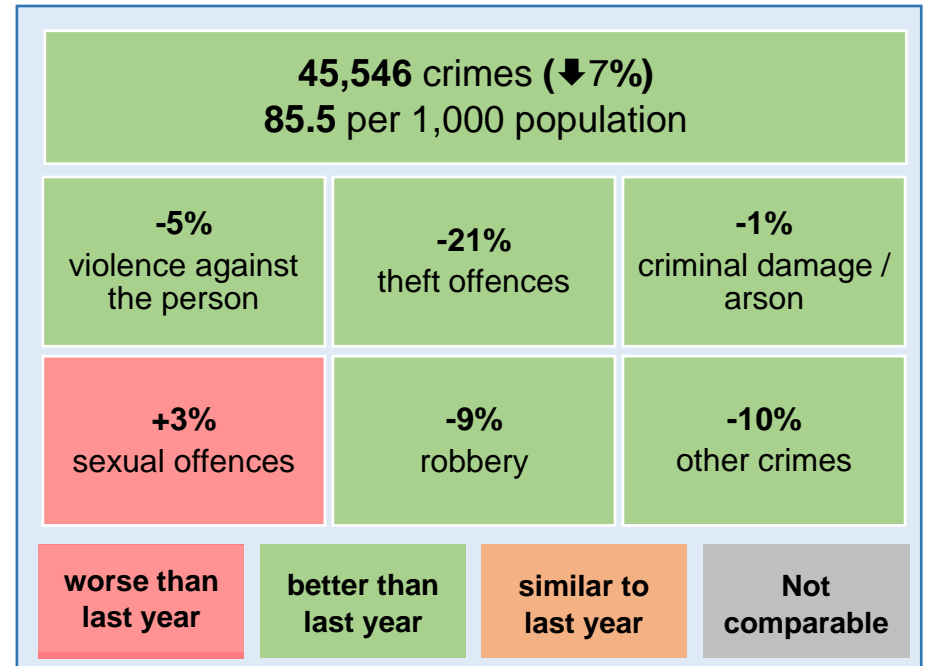 45,546 crimes (🡇7%)
85.5 per 1,000 population
-5%
violence against
the person
-21%
theft offences
-1%
criminal damage /
arson
+3%
sexual offences
-9%
robbery
-10%
other crimes
worse than
last year
better than
last year
similar to
last year
Not
comparable